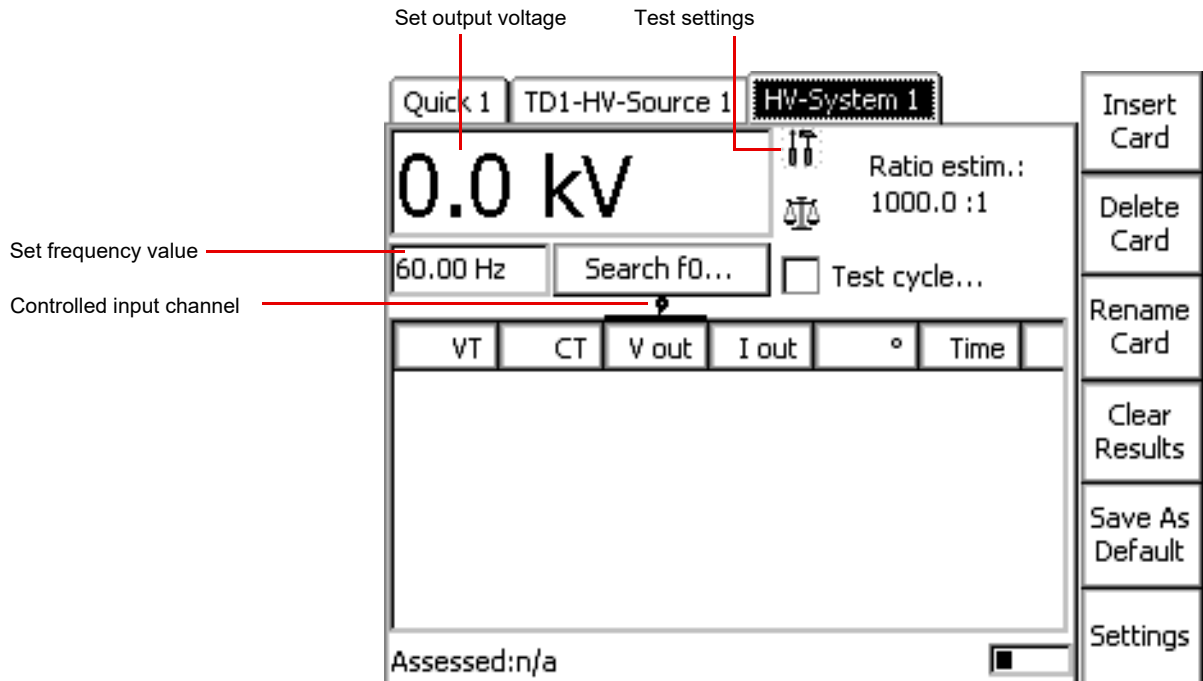 Set output voltage
Test settings
Quick 1
TD1-HV-Source 1
HV-System 1
Insert
Card
0.0 kV
Ratio estim.:
1000.0 :1
Delete
Card
Set frequency value
60.00 Hz
Search f0...
Test cycle...
Controlled input channel
Rename
Card
VT
CT
V out
I out
°
Time
Clear
Results
Save As
Default
Settings
Assessed:n/a